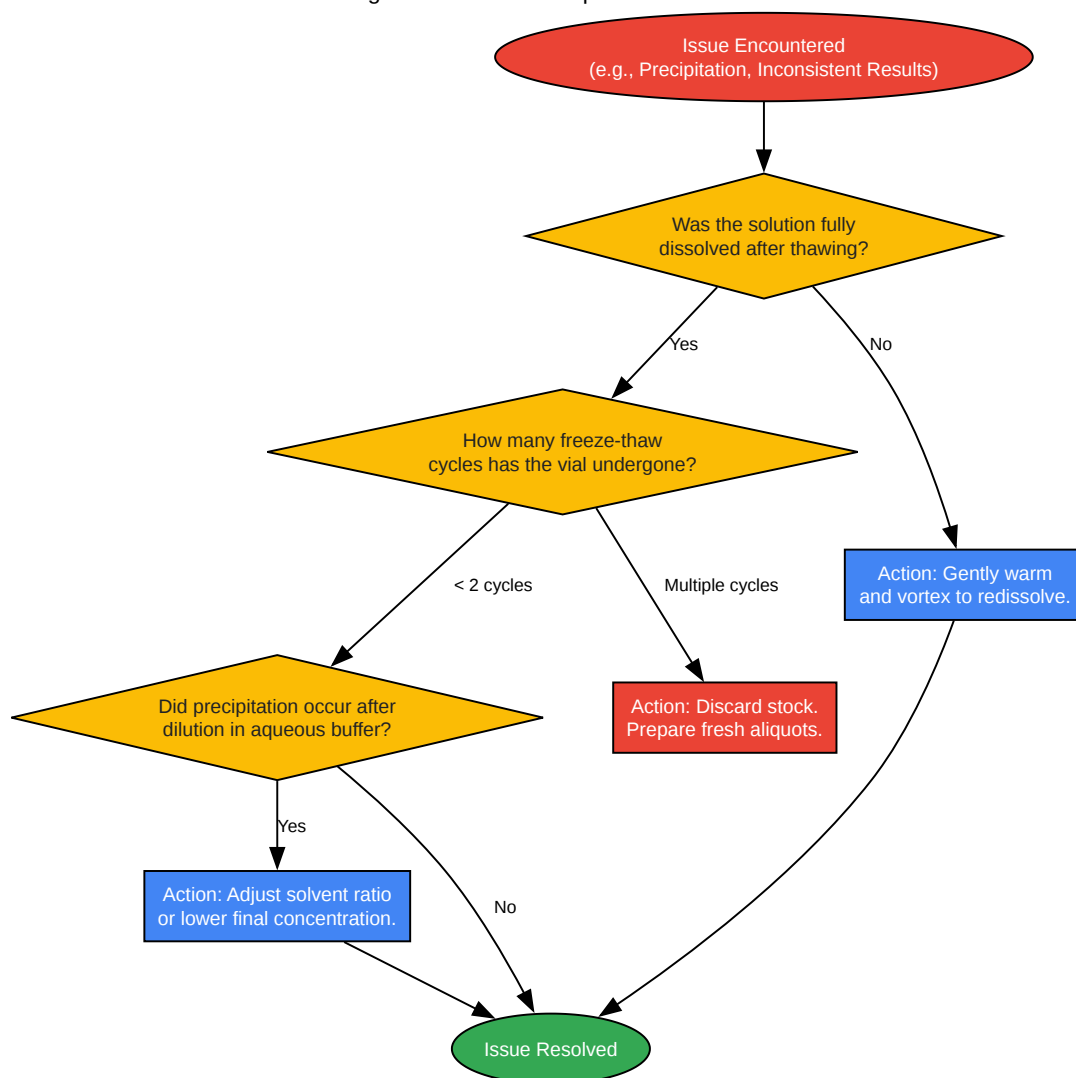 Issue Encountered
(e.g., Precipitation, Inconsistent Results)
Was the solution fully
dissolved after thawing?
Yes
No
How many freeze-thaw
cycles has the vial undergone?
< 2 cycles
Multiple cycles
Action: Gently warm
and vortex to redissolve.
Did precipitation occur after
dilution in aqueous buffer?
Action: Discard stock.
Prepare fresh aliquots.
Yes
No
Action: Adjust solvent ratio
or lower final concentration.
Issue Resolved